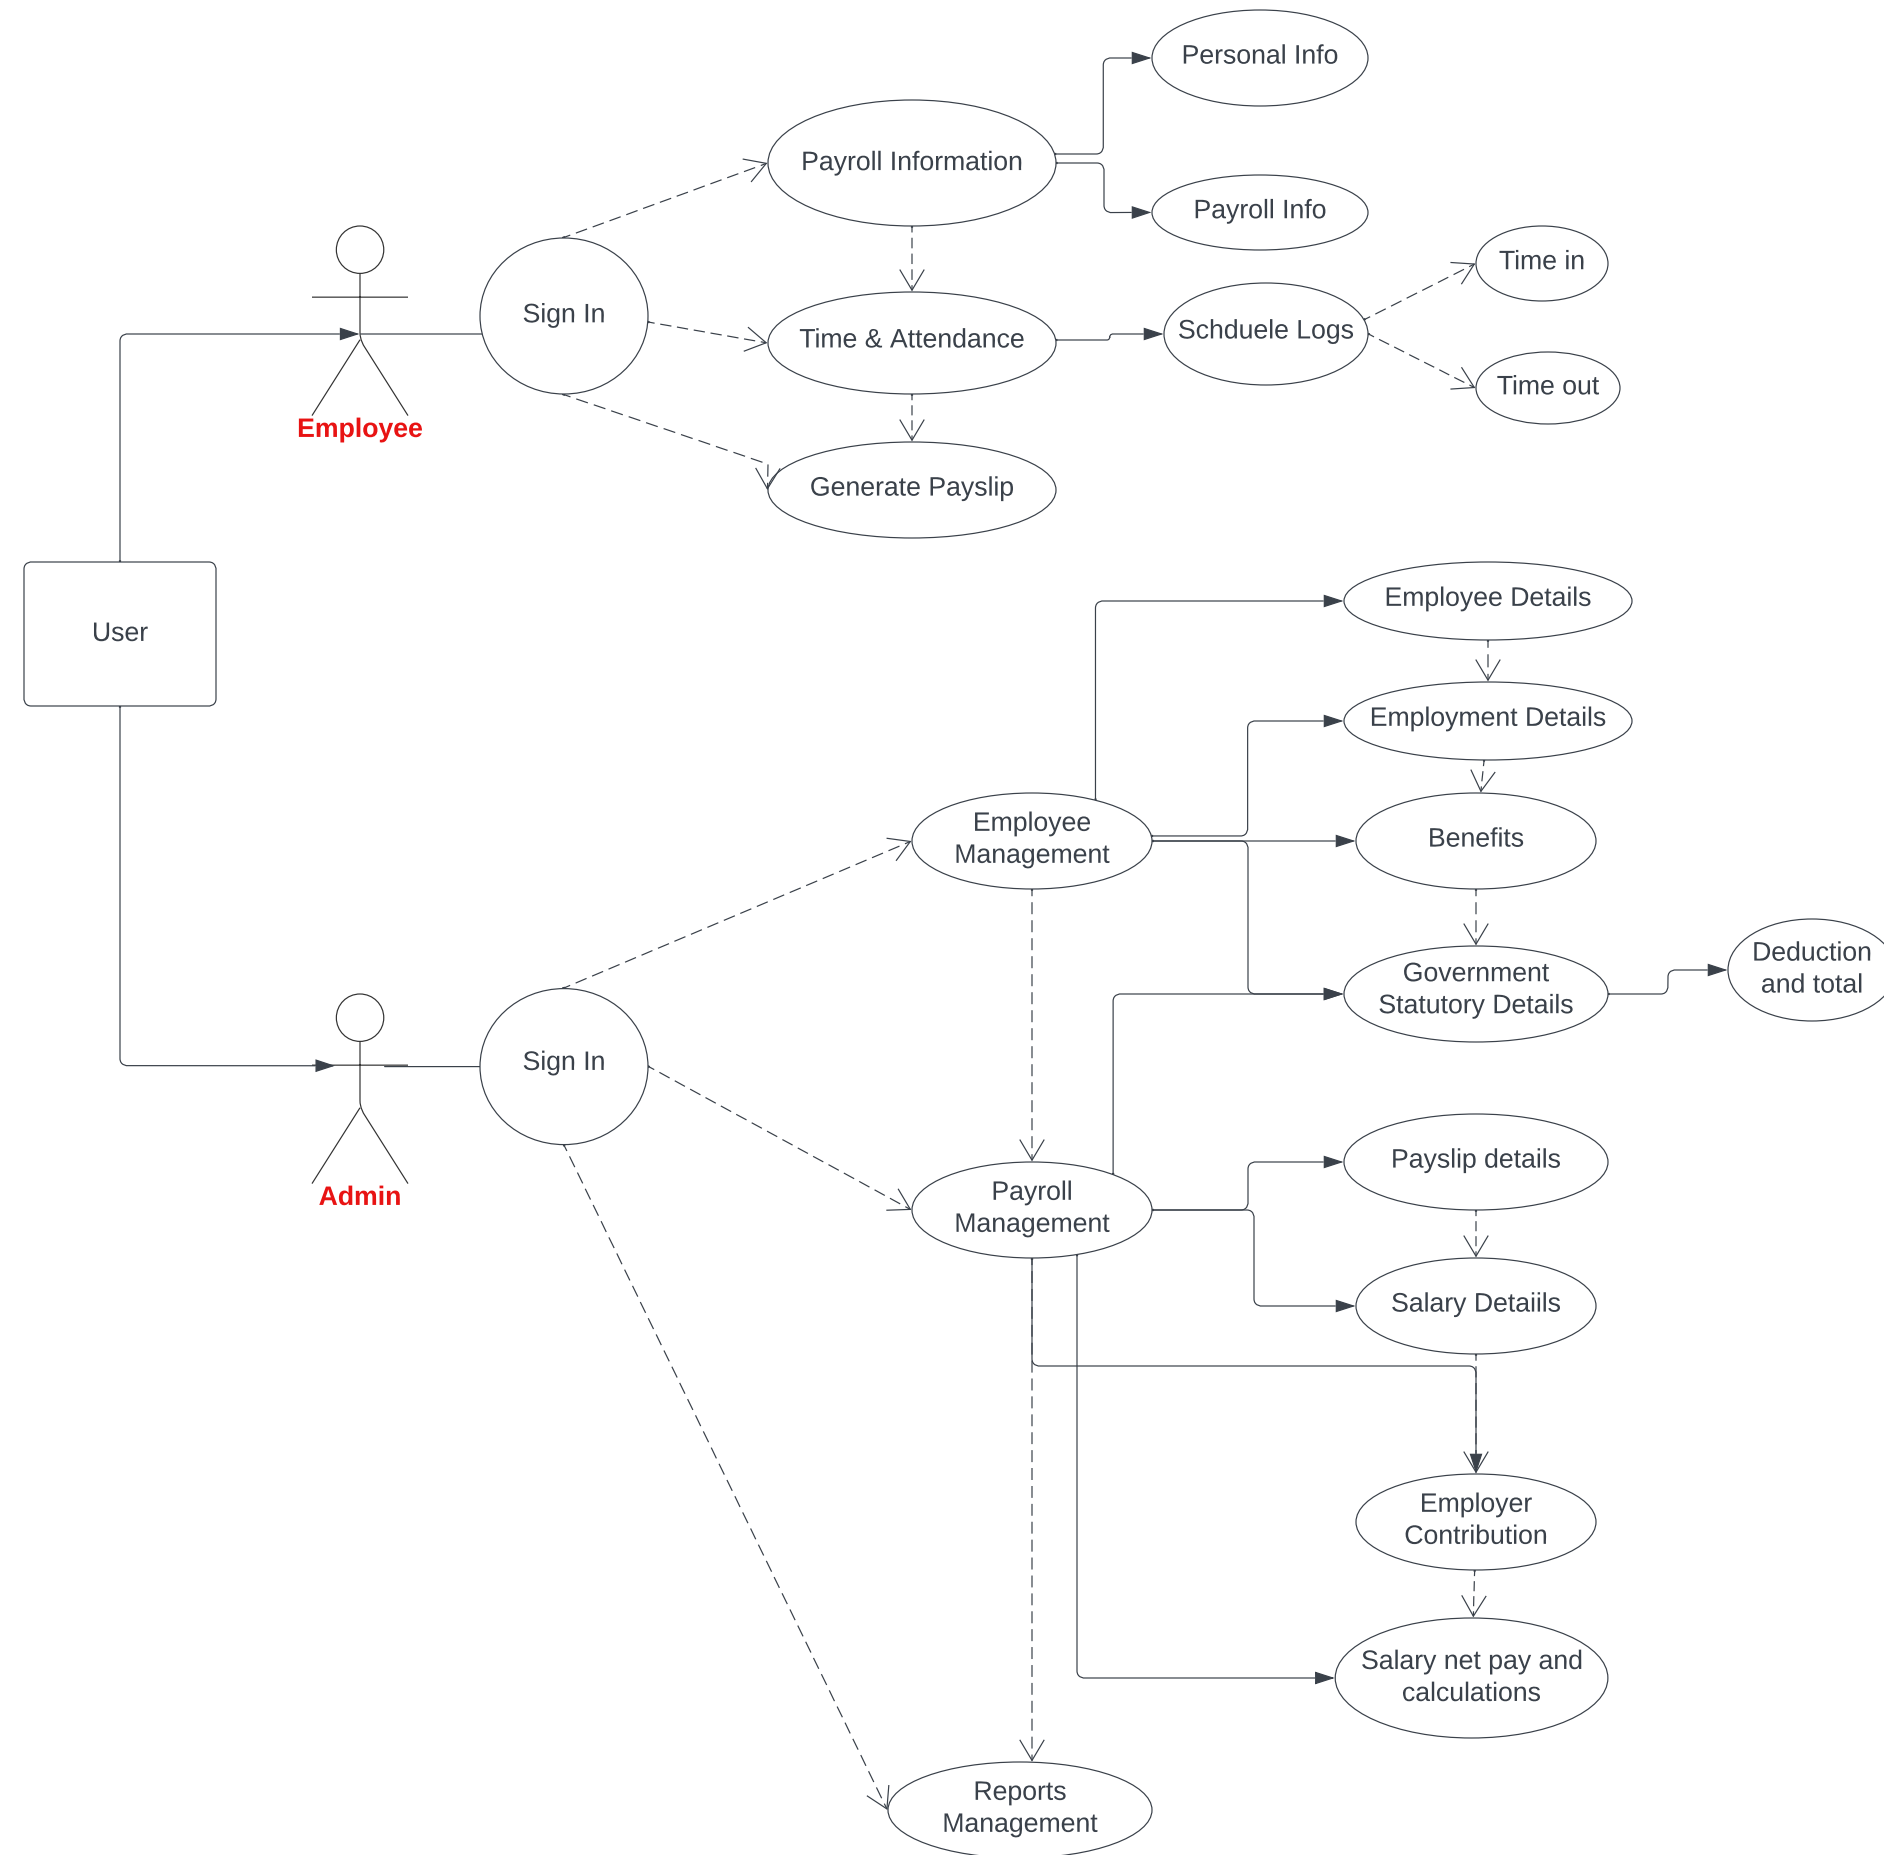 Personal Info
Payroll Information
Payroll Info
Time in
Sign In
Schduele Logs
Time & Attendance
Time out
Employee
Generate Payslip
Employee Details
User
Employment Details
Employee
Management
Benefits
Government
Statutory Details
Deduction
and total
Sign In
Admin
Payroll
Management
Payslip details
Salary Detaiils
Employer
Contribution
Salary net pay and
calculations
Reports
Management